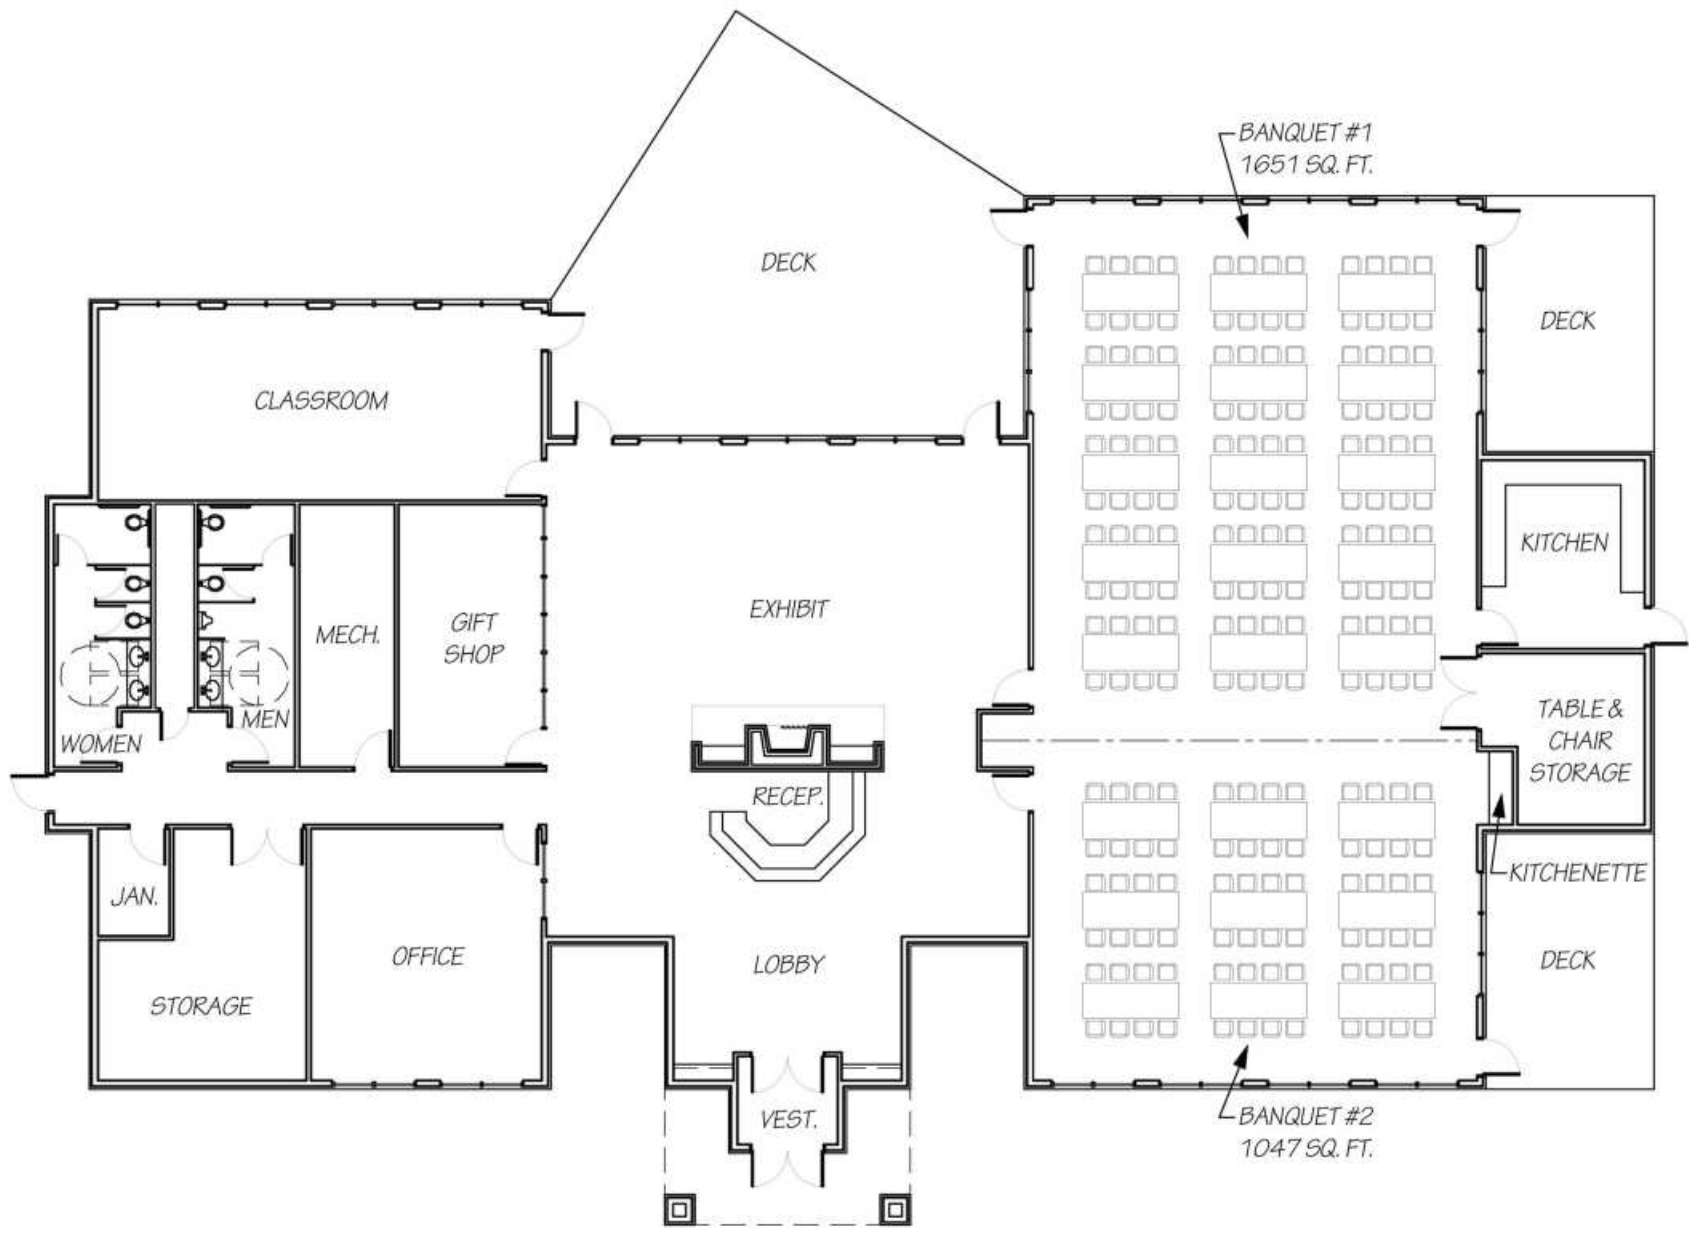 BANQUET #1
1651 SQ. FT.
DECK
DECK
CLASSROOM
KITCHEN
EXHIBIT
GIFT
SHOP
MECH.
MEN
WOMEN
TABLE &
CHAIR
STORAGE
RECEP.
KITCHENETTE
JAN.
OFFICE
LOBBY
DECK
STORAGE
VEST.
BANQUET #2
1047 SQ. FT.